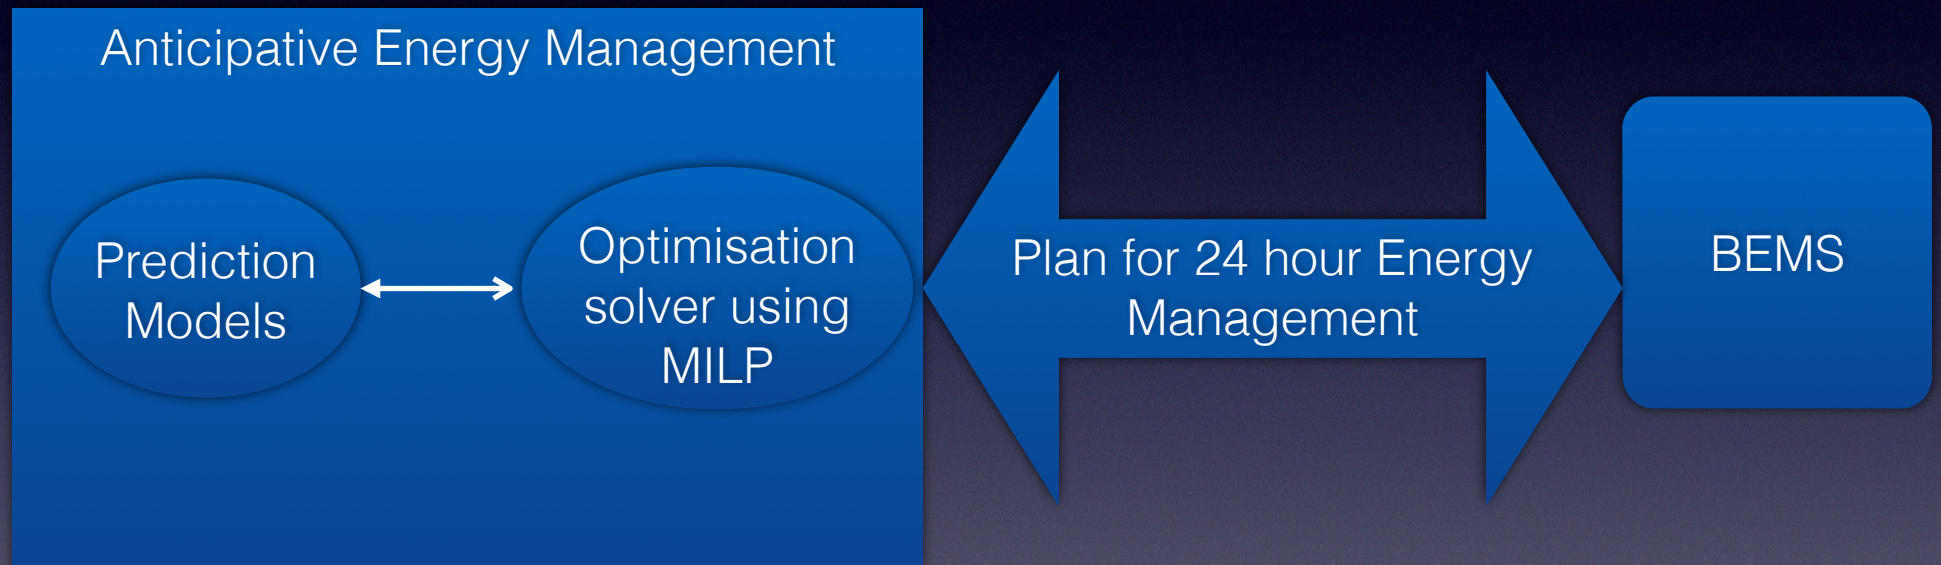 Anticipative Energy Management
Prediction
Models
Optimisation
solver using
MILP
Plan for 24 hour Energy
Management
BEMS